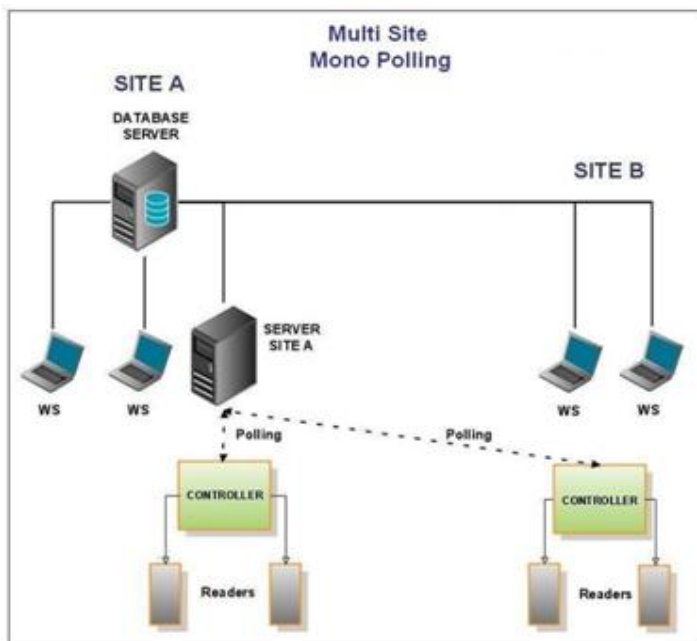 Multi Site
Mono Polling
SITE A
DATABASE
SERVER
SITE B
SERVER
SITE A
WS
WS
WS
WS
Polling
Polling
CONTROLLER
CONTROLLER
Readers
Readers